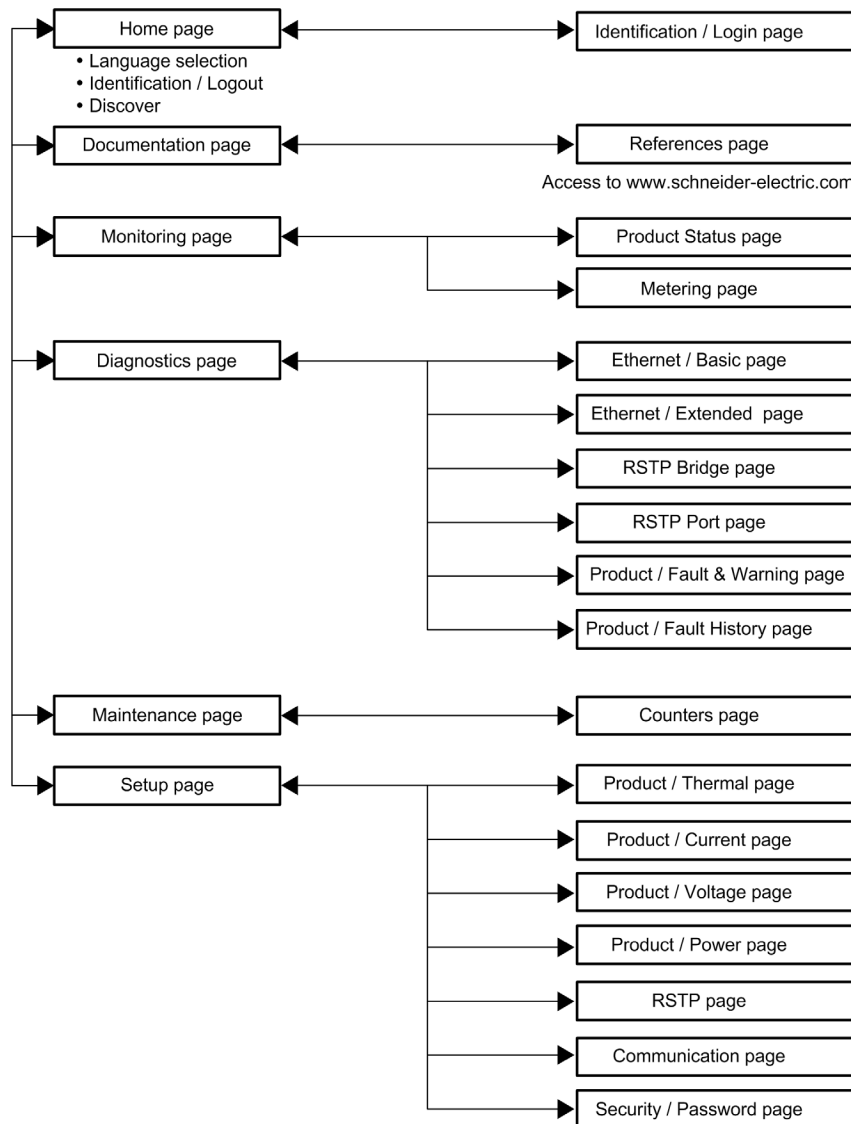 Home page
Identification / Login page
• Language selection
• Identification / Logout
• Discover
Documentation page
References page
Access to www.schneider-electric.com
Monitoring page
Product Status page
Metering page
Diagnostics page
Ethernet / Basic page
Ethernet / Extended page
RSTP Bridge page
RSTP Port page
Product / Fault & Warning page
Product / Fault History page
Maintenance page
Counters page
Setup page
Product / Thermal page
Product / Current page
Product / Voltage page
Product / Power page
RSTP page
Communication page
Security / Password page